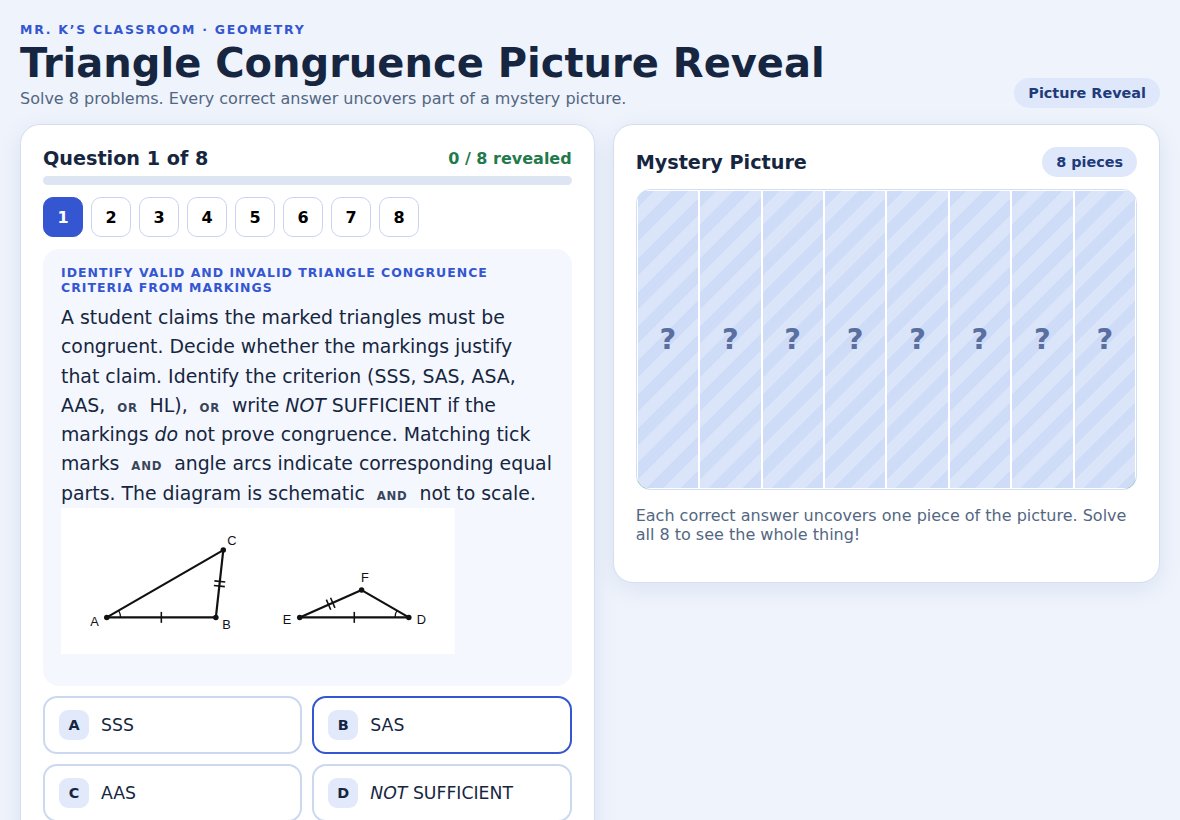 MR. K’S CLASSROOM · GEOMETRY
Triangle Congruence Picture Reveal
Solve 8 problems. Every correct answer uncovers part of a mystery picture.
Picture Reveal
Question 1 of 8
0 / 8 revealed
1 2 3 4 5 6 7 8
IDENTIFY VALID AND INVALID TRIANGLE CONGRUENCE
CRITERIA FROM MARKINGS
A student claims the marked triangles must be
congruent. Decide whether the markings justify
that claim. Identify the criterion (SSS, SAS, ASA,
AAS, OR HL), OR write NOT SUFFICIENT if the
markings do not prove congruence. Matching tick
marks AND angle arcs indicate corresponding equal
parts. The diagram is schematic AND not to scale.
C
A
B
F
E
D
A SSS
B SAS
C AAS
D NOT SUFFICIENT
Mystery Picture
8 pieces
? ? ? ? ? ? ? ?
Each correct answer uncovers one piece of the picture. Solve
all 8 to see the whole thing!